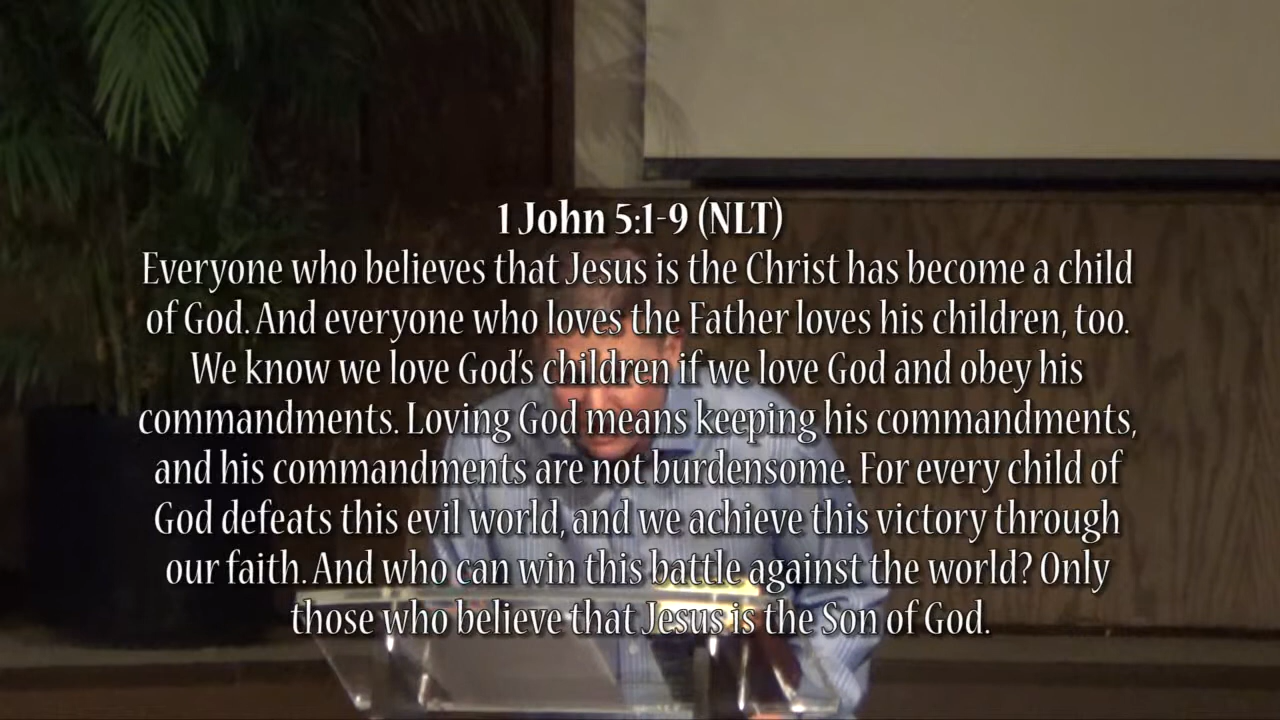 1 John 5:1-9 (NLT)
Everyone who believes that Jesus is the Christ has become a child
of God. And everyone who loves the Father loves his children, too.
We know we love God's children if we love God and obey his
commandments. Loving God means keeping his commandments,
and his commandments are not burdensome. For every child of
God defeats this evil world, and we achieve this victory through
our faith. And who can win this battle against the world? Only
those who believe that Jesus is the Son of God.